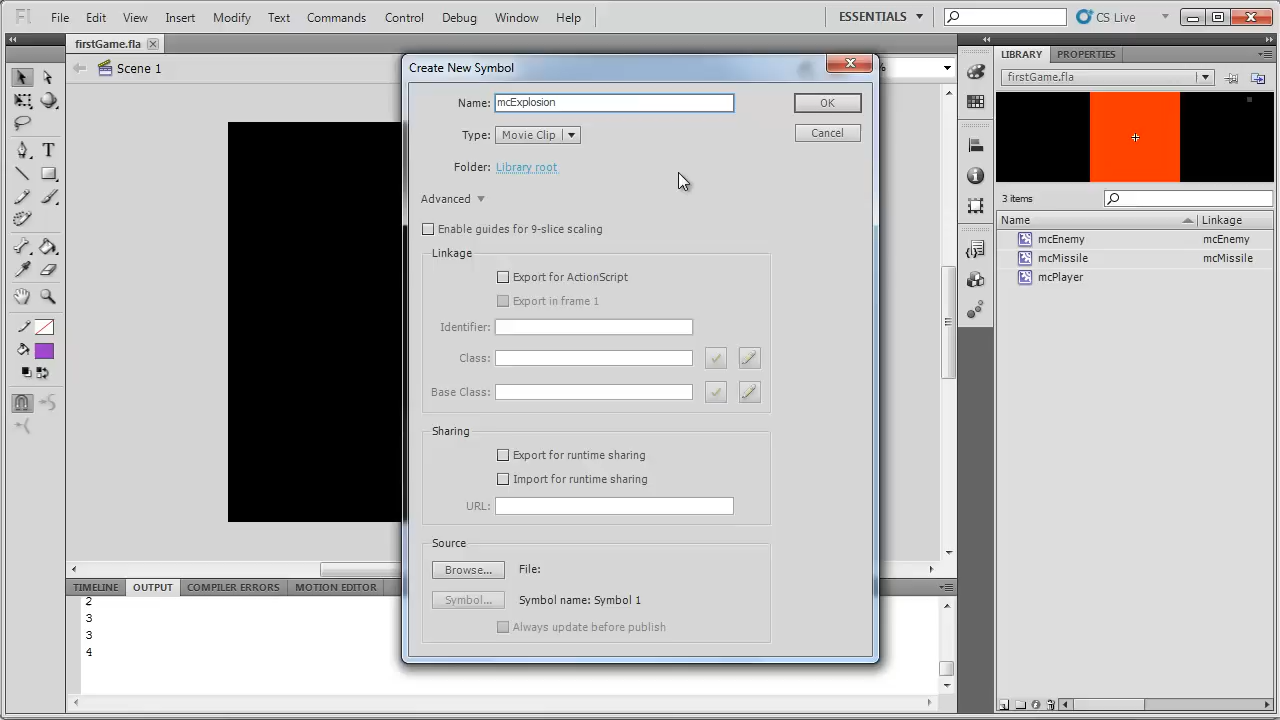 Fl File Edit View Insert Modify Text Commands Control Debug Window Help ESSENTIALS CS Live
firstGame.fla
Scene 1
%
LIBRARY PROPERTIES
firstGame.fla
3 items
Name Linkage
mcEnemy mcEnemy
mcMissile mcMissile
mcPlayer
Create New Symbol
Name: mcExplosion OK
Type: Movie Clip Cancel
Folder: Library root
Advanced
Enable guides for 9-slice scaling
Linkage
Export for ActionScript
Export in frame 1
Identifier:
Class:
Base Class:
Sharing
Export for runtime sharing
Import for runtime sharing
URL:
Source
Browse... File:
Symbol... Symbol name: Symbol 1
Always update before publish
TIMELINE OUTPUT COMPILER ERRORS MOTION EDITOR
2
3
3
4